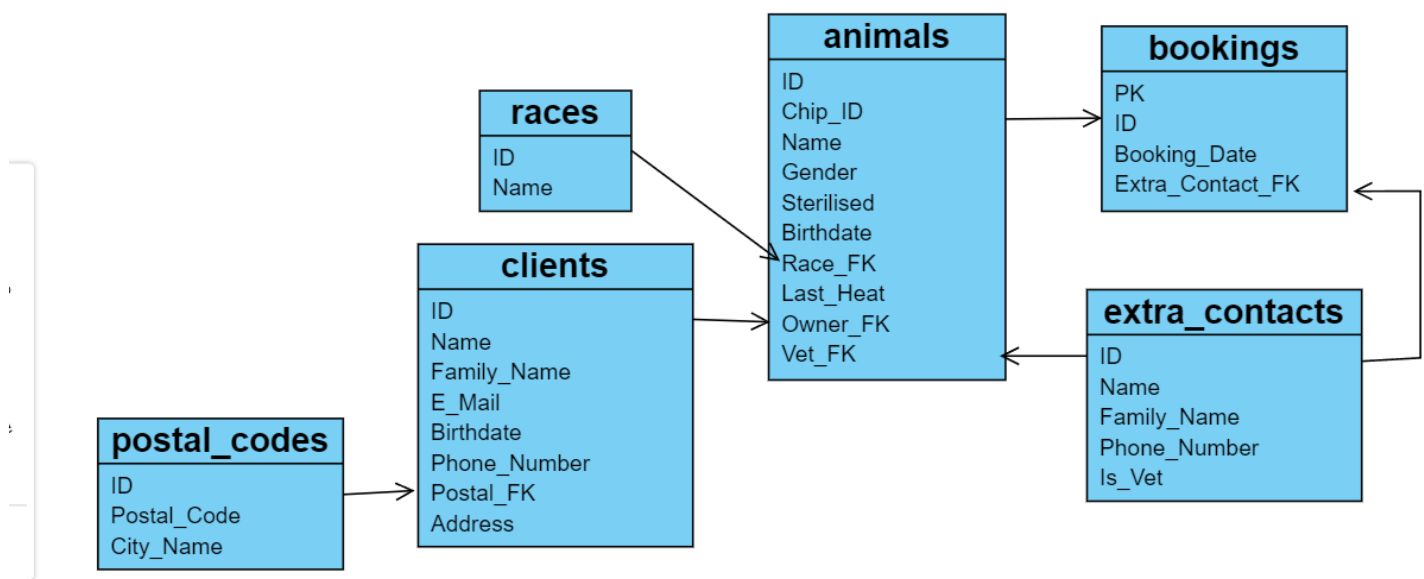 animals
ID
Chip_ID
Name
Gender
Sterilised
Birthdate
Race_FK
Last_Heat
Owner_FK
Vet_FK
bookings
PK
ID
Booking_Date
Extra_Contact_FK
races
ID
Name
clients
ID
Name
Family_Name
E_Mail
Birthdate
Phone_Number
Postal_FK
Address
extra_contacts
ID
Name
Family_Name
Phone_Number
Is_Vet
postal_codes
ID
Postal_Code
City_Name